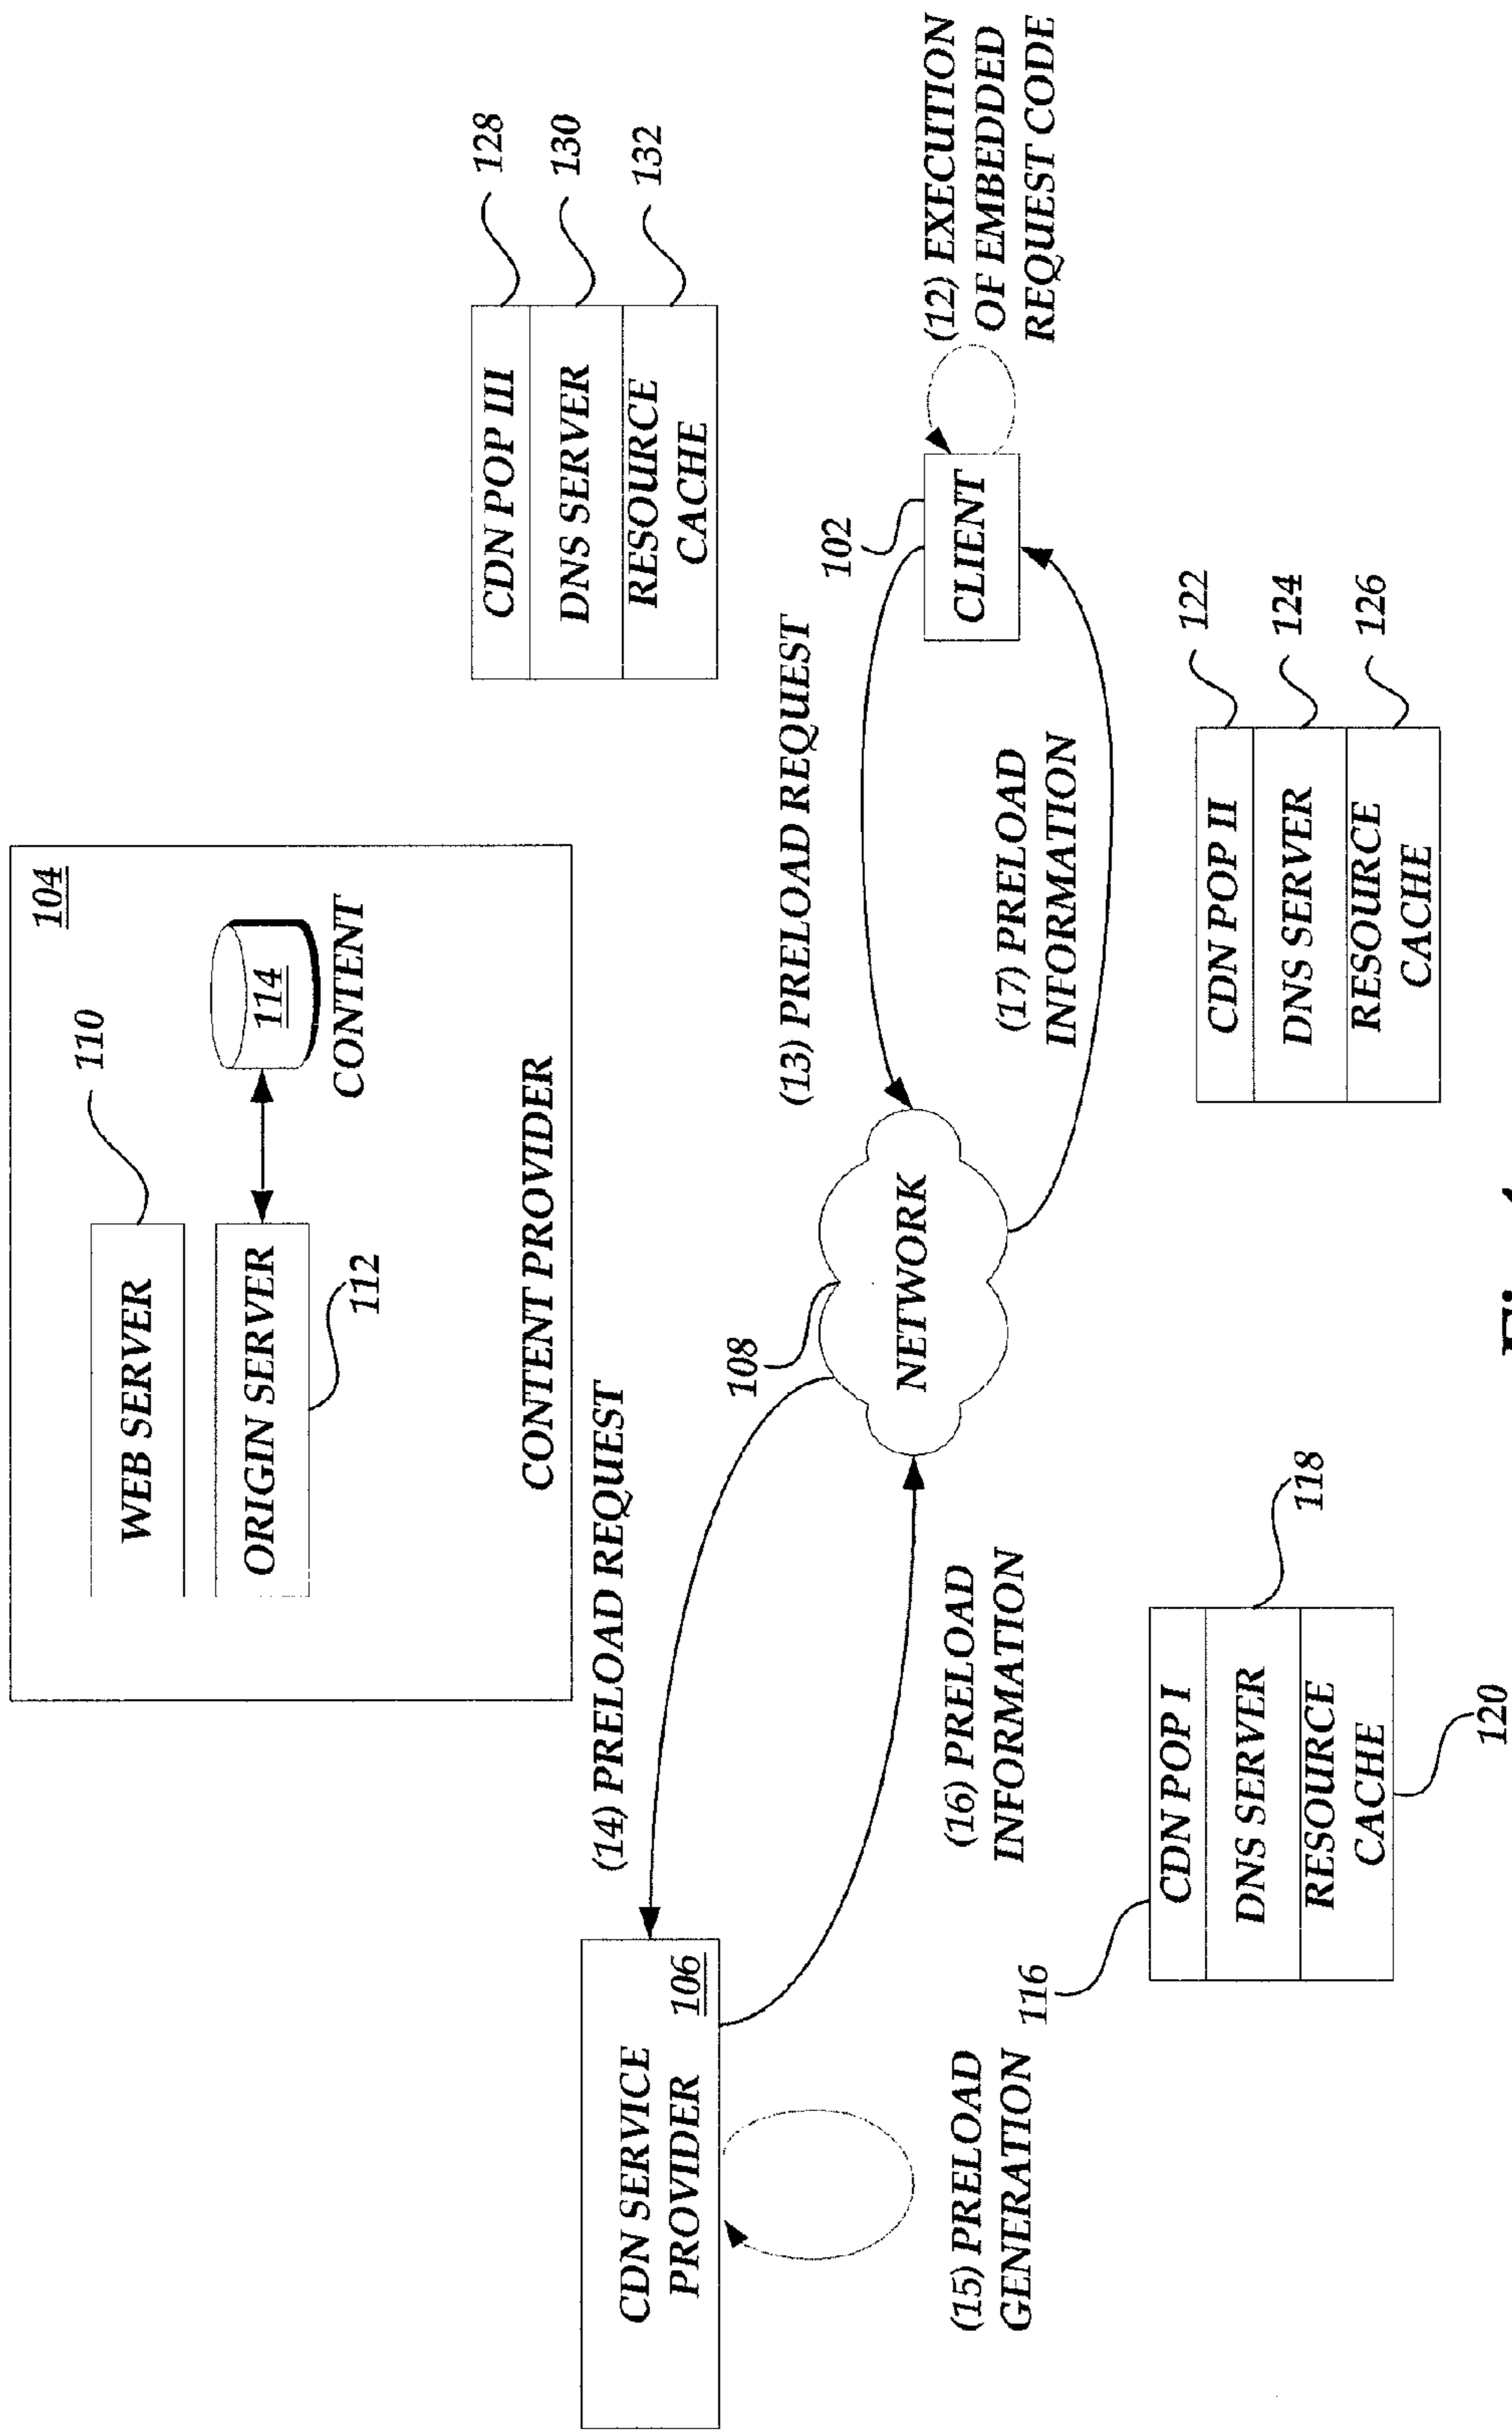 104
WEB SERVER
110
ORIGIN SERVER
112
114
CONTENT
CONTENT PROVIDER
CDN POP III
128
DNS SERVER
130
RESOURCE
CACHE
132
CDN SERVICE
PROVIDER
106
(14) PRELOAD REQUEST
108
NETWORK
(13) PRELOAD REQUEST
102
CLIENT
(12) EXECUTION
OF EMBEDDED
REQUEST CODE
(15) PRELOAD
GENERATION
(16) PRELOAD
INFORMATION
(17) PRELOAD
INFORMATION
116
CDN POP I
DNS SERVER
118
RESOURCE
CACHE
120
CDN POP II
122
DNS SERVER
124
RESOURCE
CACHE
126